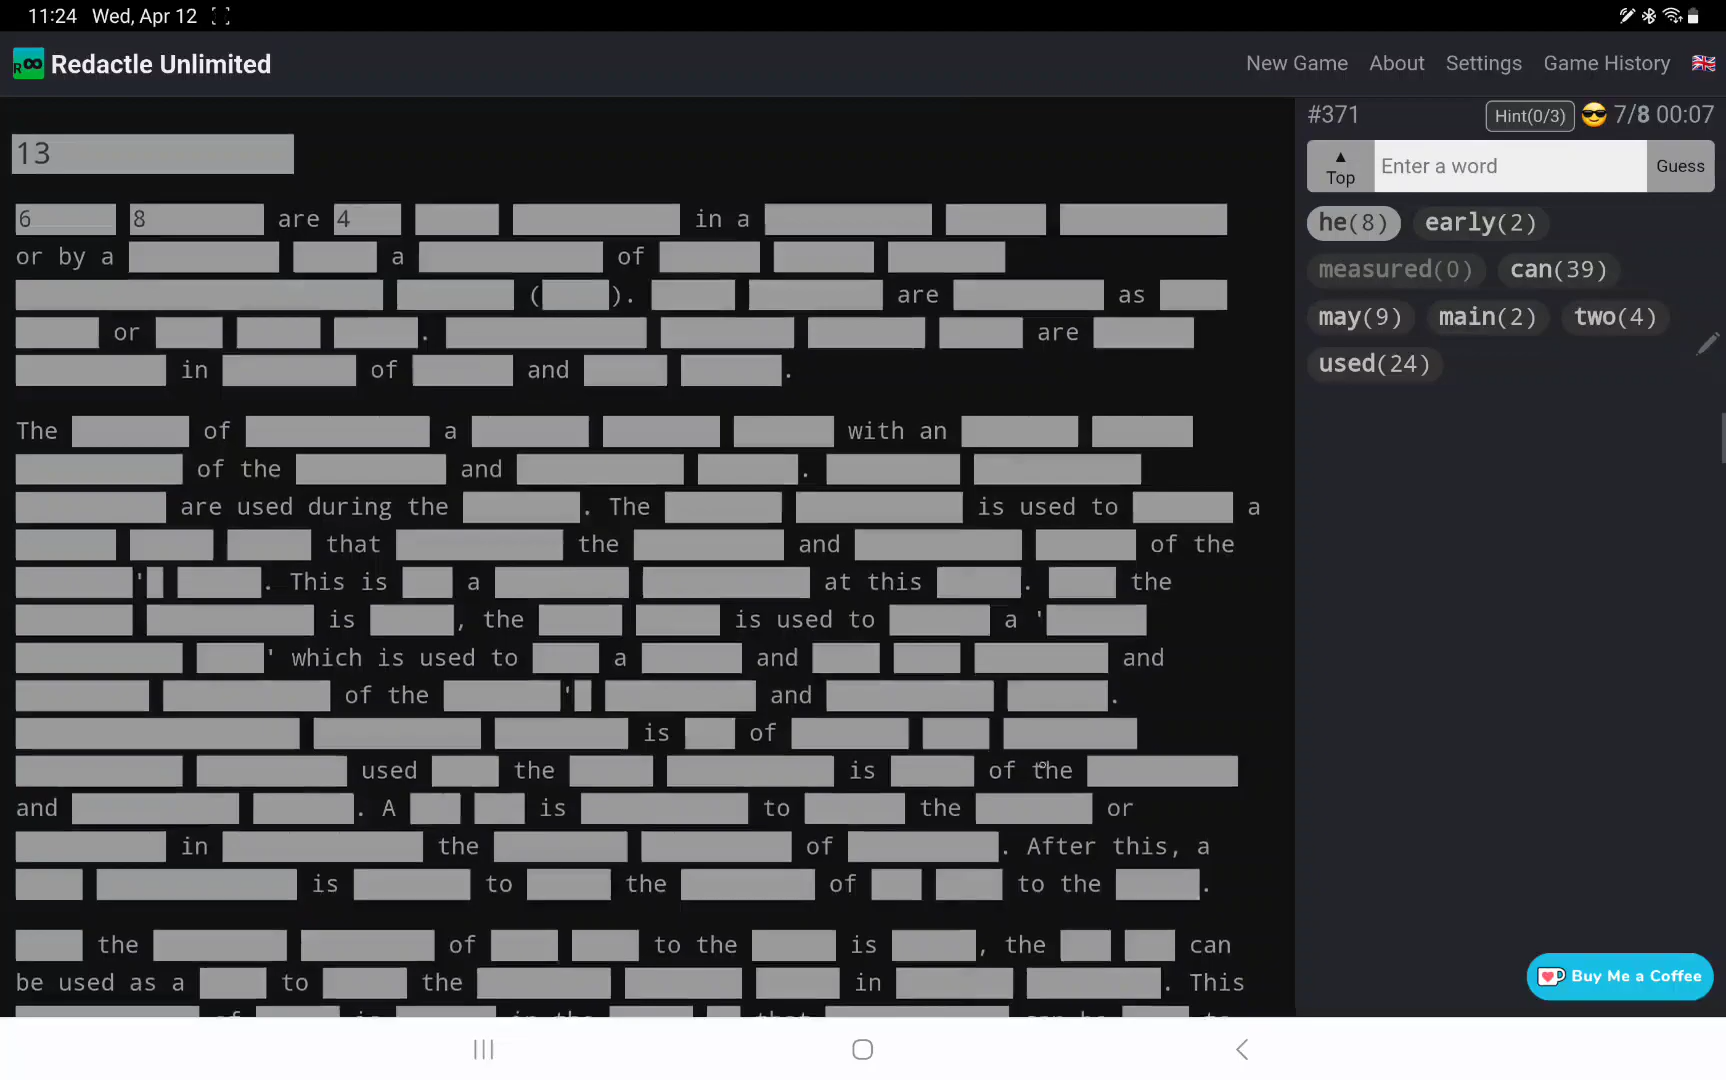 11:24 Wed, Apr 12
R∞ Redactle Unlimited
New Game About Settings Game History
#371 Hint(0/3) 😎 7/8 00:07
▲ Top Enter a word Guess
he(8) early(2)
measured(0) can(39)
may(9) main(2) two(4)
used(24)
13
6 8 are 4 in a
or by a a of
( ). are as
or . are
in of and .
The of a with an
of the and .
are used during the . The is used to a
that the and of the
' . This is a at this . the
is , the is used to a '
' which is used to a and and
of the ' and .
is of
used the is of the
and . A is to the or
in the of . After this, a
is to the of to the .
the of to the is , the can
be used as a to the in . This
Buy Me a Coffee